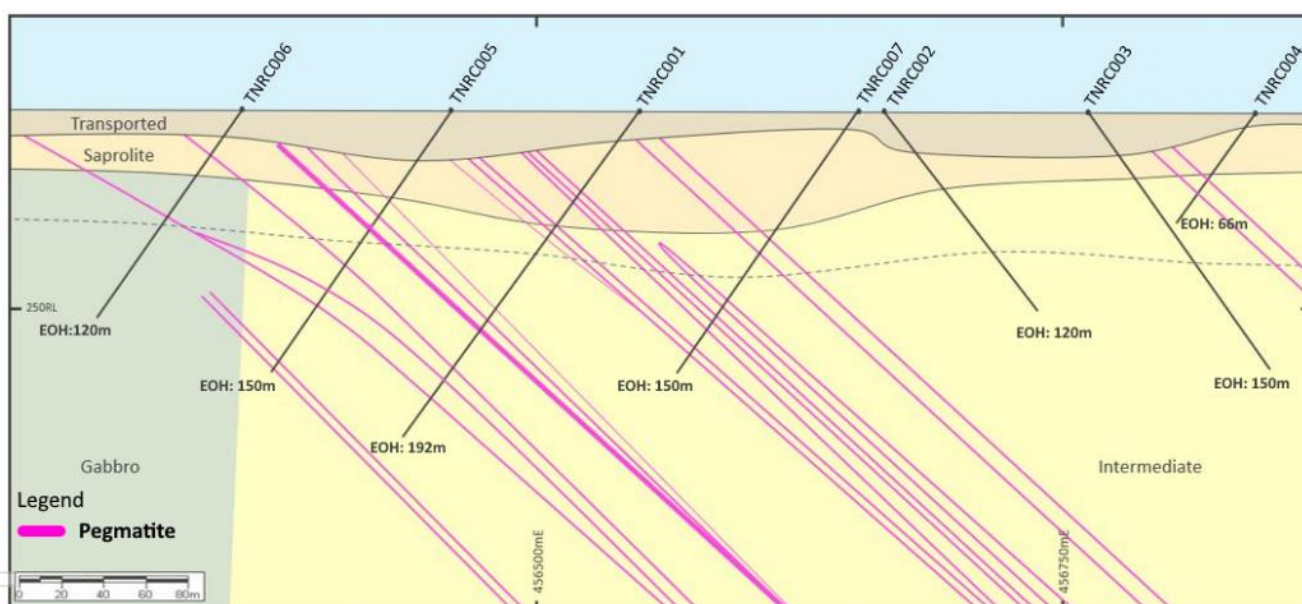 TNRC006
TNRC005
TNRC001
TNRC007
TNRC002
TNRC003
TNRC004
Transported
Saprolite
EOH: 66m
250RL
EOH:120m
EOH: 120m
EOH: 150m
EOH: 150m
EOH: 150m
EOH: 192m
Gabbro
Intermediate
Legend
Pegmatite
456500mE
456750mE
0 20 40 60 80m